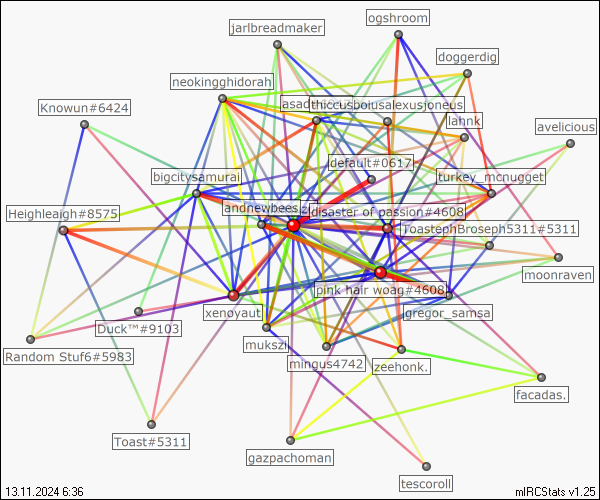 ogshroom
jarlbreadmaker
doggerdig
neokingghidorah
thiccusboiusalexusjoneus
Knowun#6424
lahnk
avelicious
default#0617
bigcitysamurai
turkey_mcnugget
andnewbees
disaster of passion#4608
Heighleaigh#8575
ToastephBroseph5311#5311
moonraven
pink hair woag#4608
xenoyaut
gregor_samsa
Duck™#9103
mukszi
Random Stuf6#5983
mingus4742
zeehonk.
facadas.
Toast#5311
gazpachoman
tescoroll
13.11.2024 6:36
mIRCStats v1.25